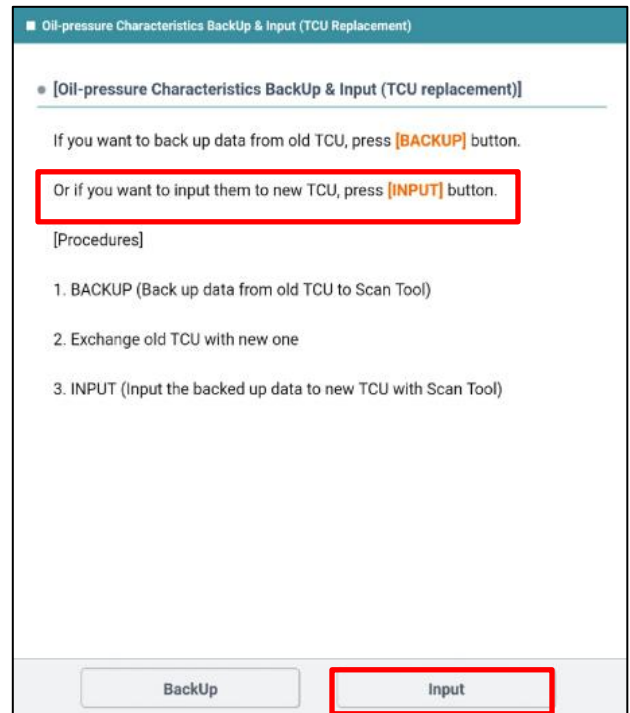 Oil-pressure Characteristics BackUp & Input (TCU Replacement)
[Oil-pressure Characteristics BackUp & Input (TCU replacement)]
If you want to back up data from old TCU, press [BACKUP] button.
Or if you want to input them to new TCU, press [INPUT] button.
[Procedures]
1. BACKUP (Back up data from old TCU to Scan Tool)
2. Exchange old TCU with new one
3. INPUT (Input the backed up data to new TCU with Scan Tool)
BackUp
Input